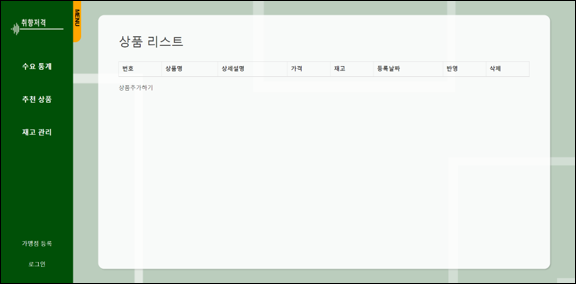 취향저격
MENU
수요 통계
추천 상품
재고 관리
가맹점 등록
로그인
상품 리스트
번호 상품명 상세설명 가격 재고 등록날짜 반영 삭제
상품추가하기